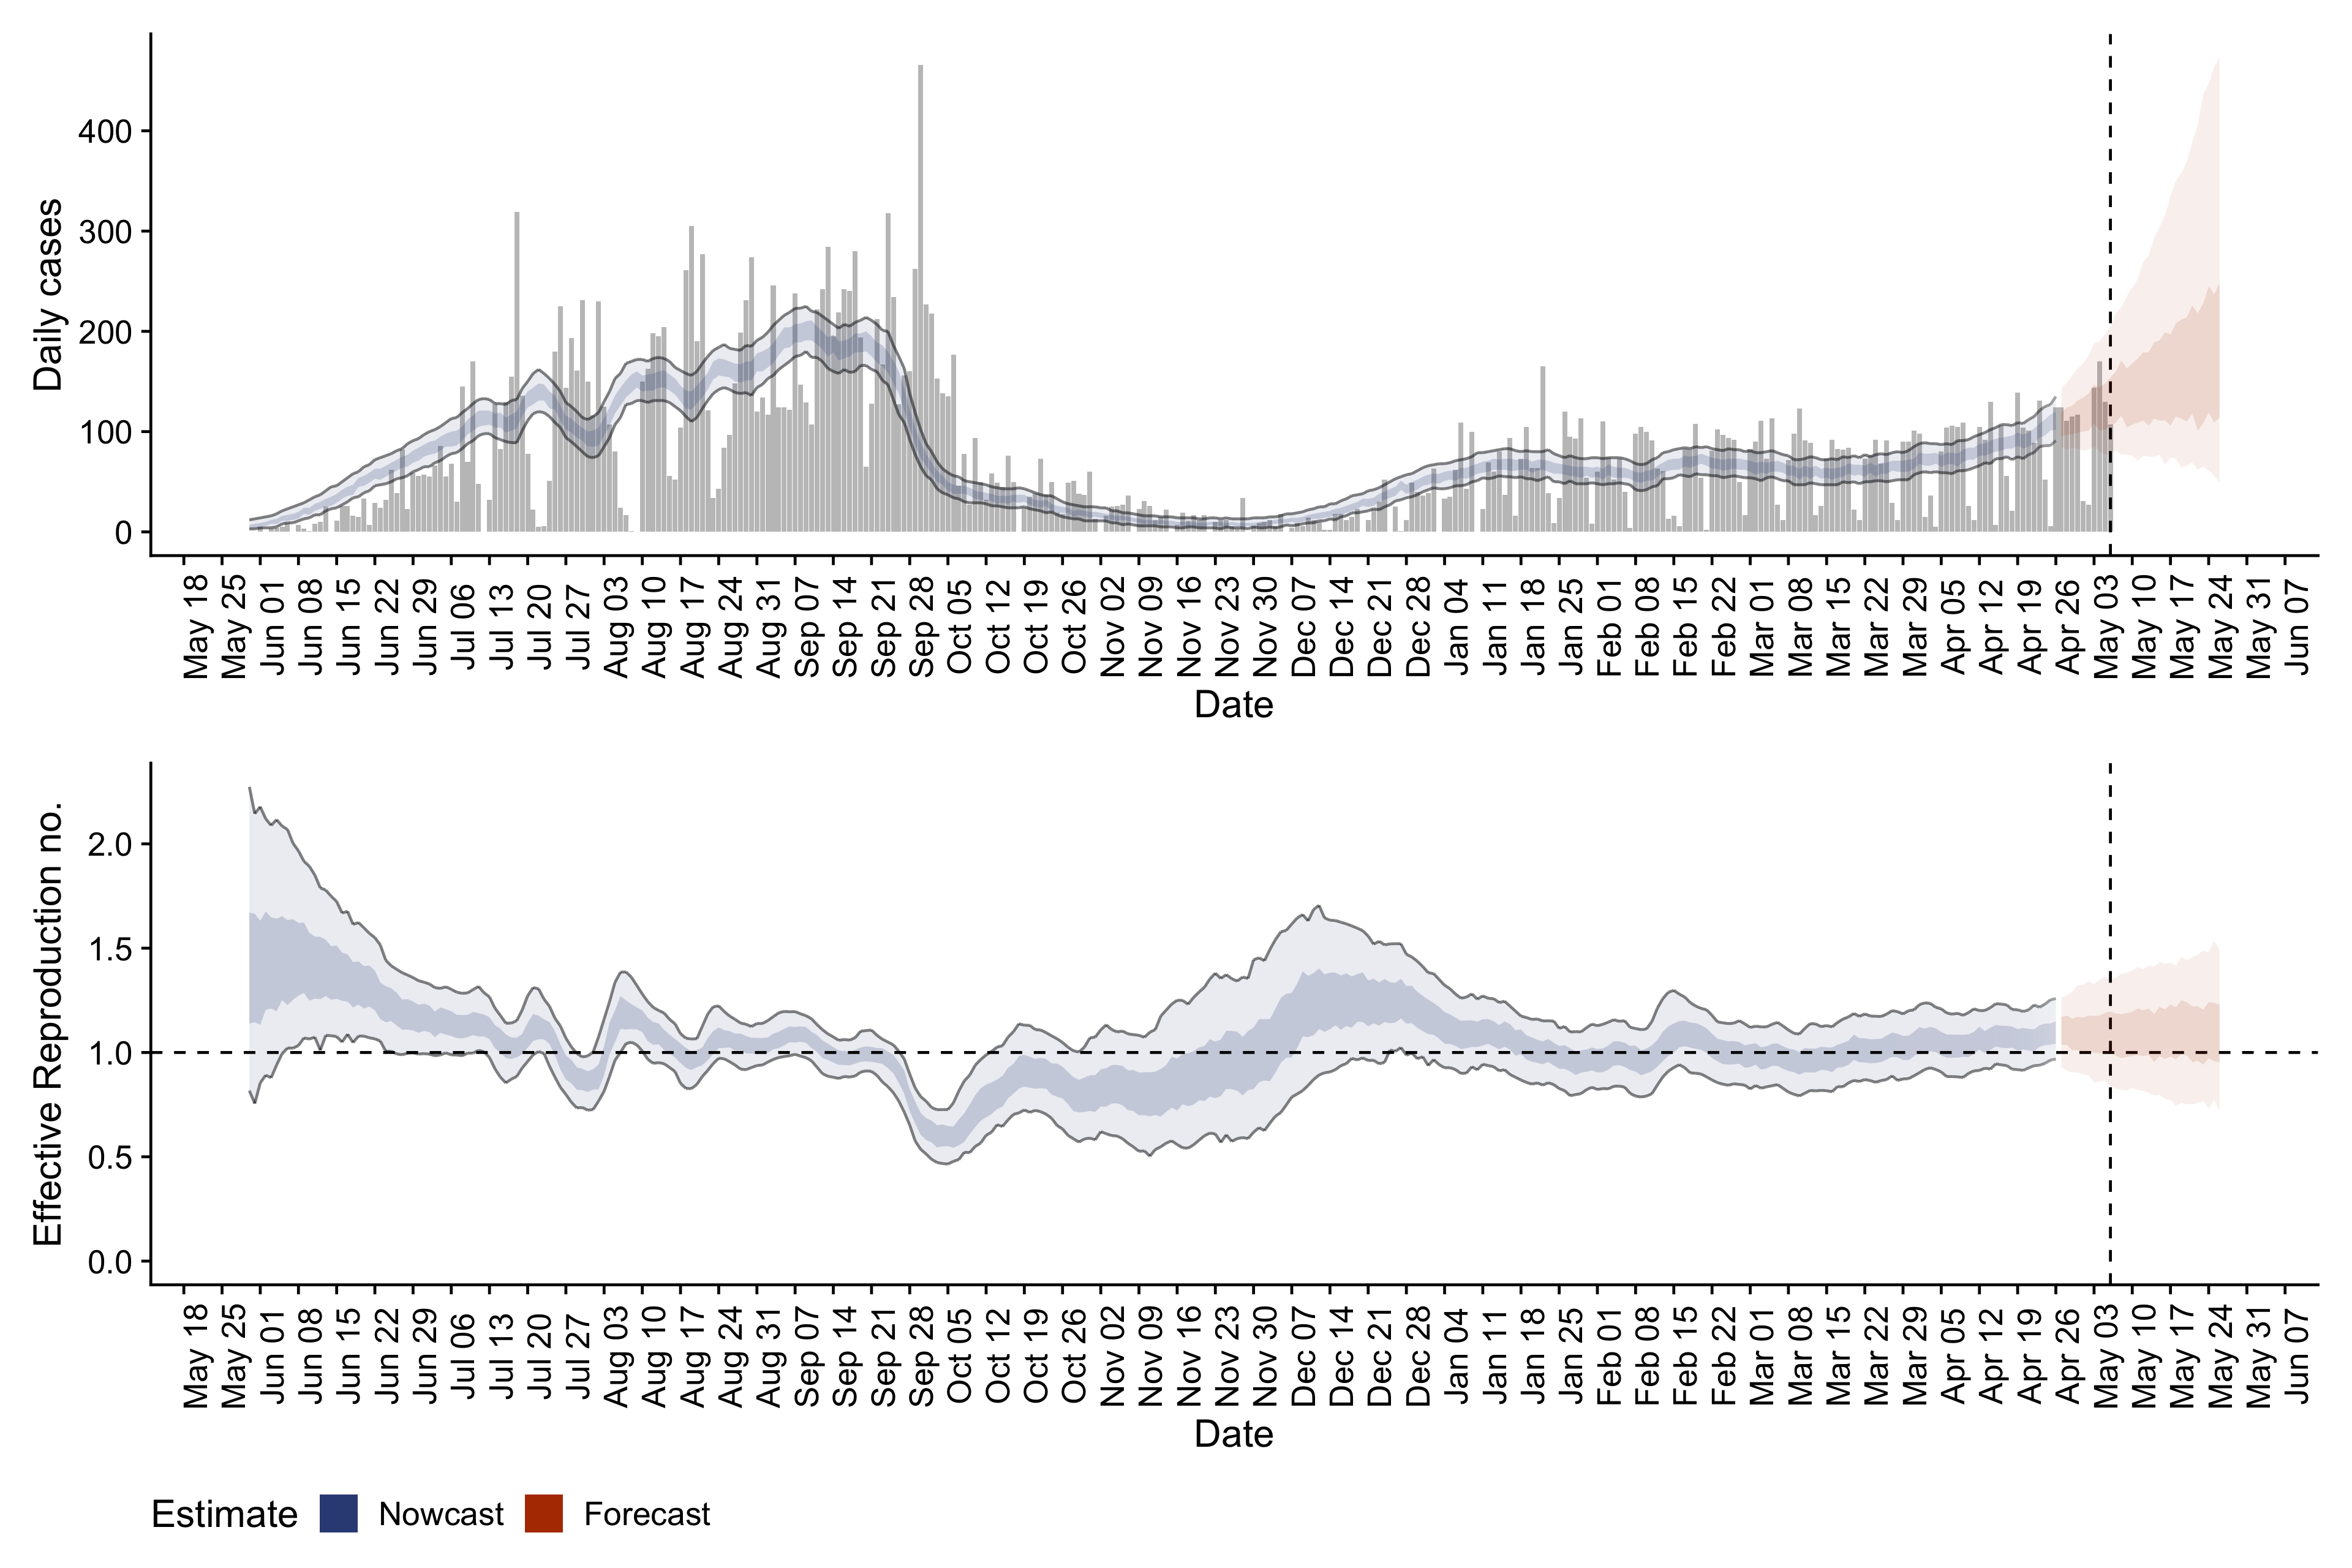 Daily cases
400
300
200
100
0
May 18 May 25 Jun 01 Jun 08 Jun 15 Jun 22 Jun 29 Jul 06 Jul 13 Jul 20 Jul 27 Aug 03 Aug 10 Aug 17 Aug 24 Aug 31 Sep 07 Sep 14 Sep 21 Sep 28 Oct 05 Oct 12 Oct 19 Oct 26 Nov 02 Nov 09 Nov 16 Nov 23 Nov 30 Dec 07 Dec 14 Dec 21 Dec 28 Jan 04 Jan 11 Jan 18 Jan 25 Feb 01 Feb 08 Feb 15 Feb 22 Mar 01 Mar 08 Mar 15 Mar 22 Mar 29 Apr 05 Apr 12 Apr 19 Apr 26 May 03 May 10 May 17 May 24 May 31 Jun 07
Date
Effective Reproduction no.
2.0
1.5
1.0
0.5
0.0
May 18 May 25 Jun 01 Jun 08 Jun 15 Jun 22 Jun 29 Jul 06 Jul 13 Jul 20 Jul 27 Aug 03 Aug 10 Aug 17 Aug 24 Aug 31 Sep 07 Sep 14 Sep 21 Sep 28 Oct 05 Oct 12 Oct 19 Oct 26 Nov 02 Nov 09 Nov 16 Nov 23 Nov 30 Dec 07 Dec 14 Dec 21 Dec 28 Jan 04 Jan 11 Jan 18 Jan 25 Feb 01 Feb 08 Feb 15 Feb 22 Mar 01 Mar 08 Mar 15 Mar 22 Mar 29 Apr 05 Apr 12 Apr 19 Apr 26 May 03 May 10 May 17 May 24 May 31 Jun 07
Date
Estimate Nowcast Forecast